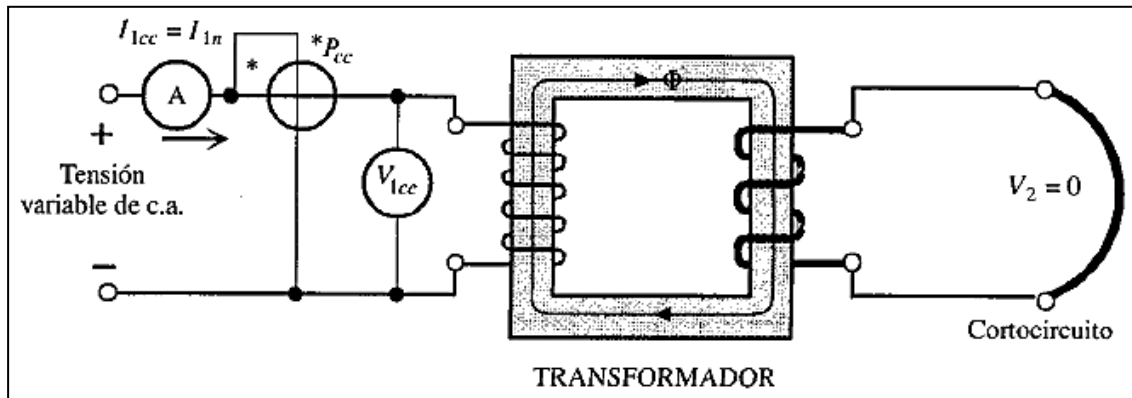 I1cc = I1n
*Pcc
*
A
+
Tensión
variable de c.a.
V1cc
−
Φ
V2 = 0
Cortocircuito
TRANSFORMADOR